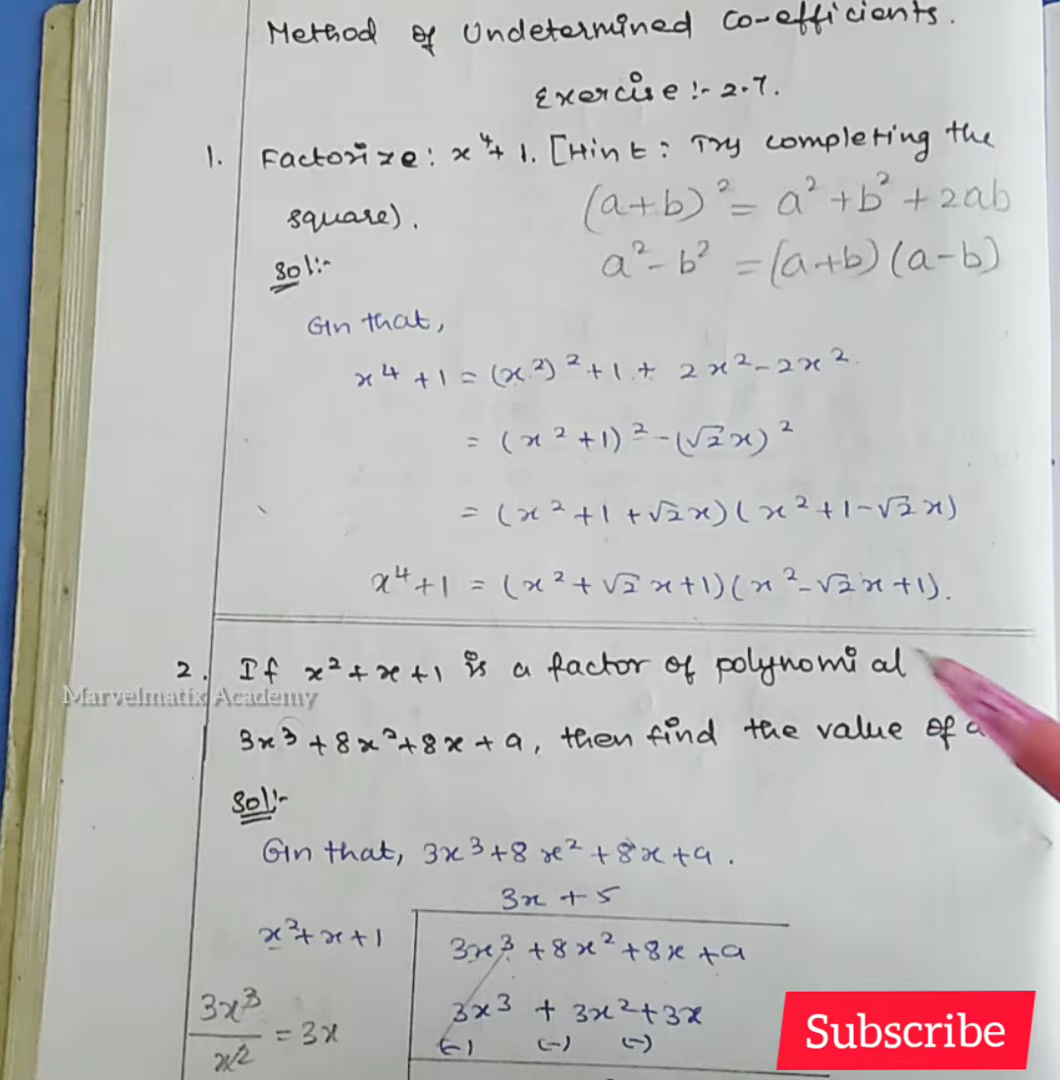 Method of Undetermined Co-efficients.
Exercise :- 2.7.
1. Factorize: x⁴+1. [Hint: Try completing the
square).
(a+b)² = a²+b²+2ab
a²-b² = (a+b)(a-b)
Sol:-
Gn that,
x⁴+1 = (x²)²+1+ 2x²-2x²
= (x²+1)²-(√2x)²
= (x²+1+√2x)(x²+1-√2x)
x⁴+1 = (x²+√2x+1)(x²-√2x+1).
2. If x²+x+1 is a factor of polynomial
Marvelmatix Academy
3x³+8x²+8x+a, then find the value of a
Sol:-
Gn that, 3x³+8x²+8x+a.
3x+5
x²+x+1
3x³+8x²+8x+a
3x³ + 3x²+3x
(-) (-) (-)
3x³/x² = 3x
Subscribe